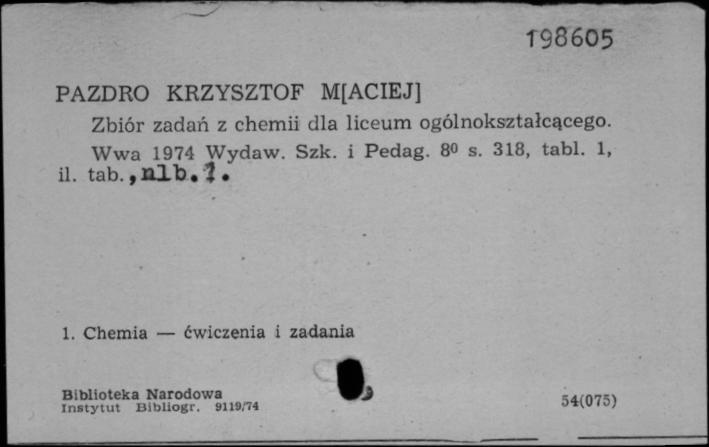 198605
PAZDRO KRZYSZTOF M[ACIEJ]
Zbiór zadań z chemii dla liceum ogólnokształcącego.
Wwa 1974 Wydaw. Szk. i Pedag. 8⁰ s. 318, tabl. 1,
il. tab., nlb.
1. Chemia — ćwiczenia i zadania
Biblioteka Narodowa
Instytut Bibliogr. 9119/74
54(075)